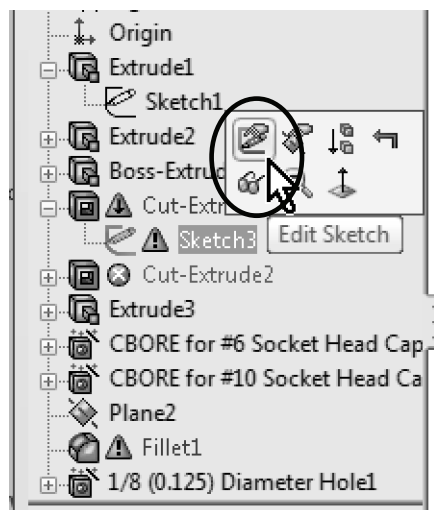 Origin
Extrude1
Sketch1
Extrude2
Boss-Extrud
Cut-Extr
Sketch3
Edit Sketch
Cut-Extrude2
Extrude3
CBORE for #6 Socket Head Cap
CBORE for #10 Socket Head Ca
Plane2
Fillet1
1/8 (0.125) Diameter Hole1